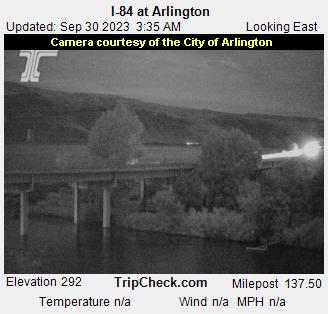 I-84 at Arlington
Updated: Sep 30 2023 3:35 AM Looking East
Camera courtesy of the City of Arlington
Elevation 292 TripCheck.com Milepost 137.50
Temperature n/a Wind n/a MPH n/a